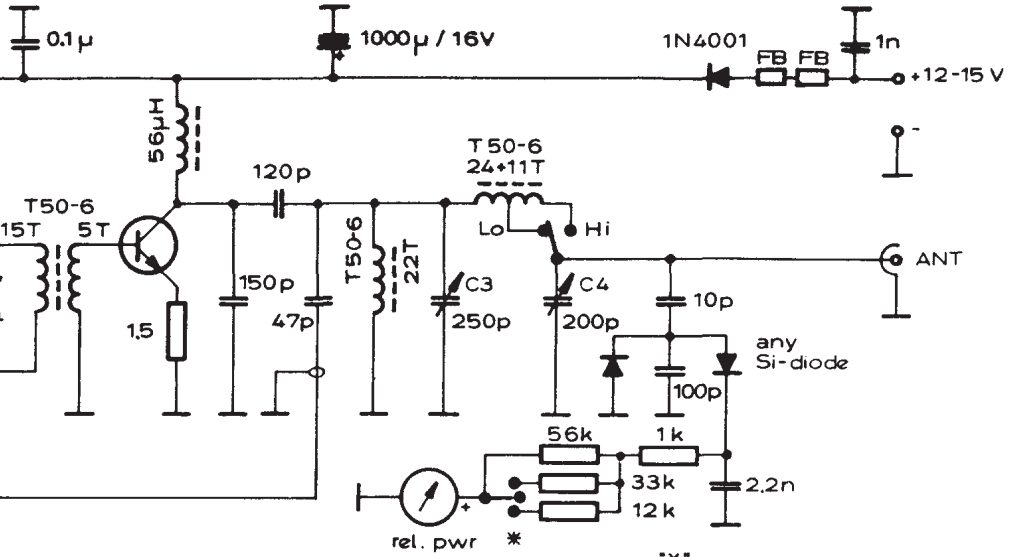 0.1µ
1000µ / 16V
+
1N4001
FB FB
1n
+12-15 V
-
56µH
120p
T50-6
24+11T
Lo
Hi
T50-6
15T 5T
T50-6
22T
ANT
150p
47p
C3
250p
C4
200p
10p
1,5
any
Si-diode
100p
56k
1k
33k
12k
2.2n
+
rel. pwr
*